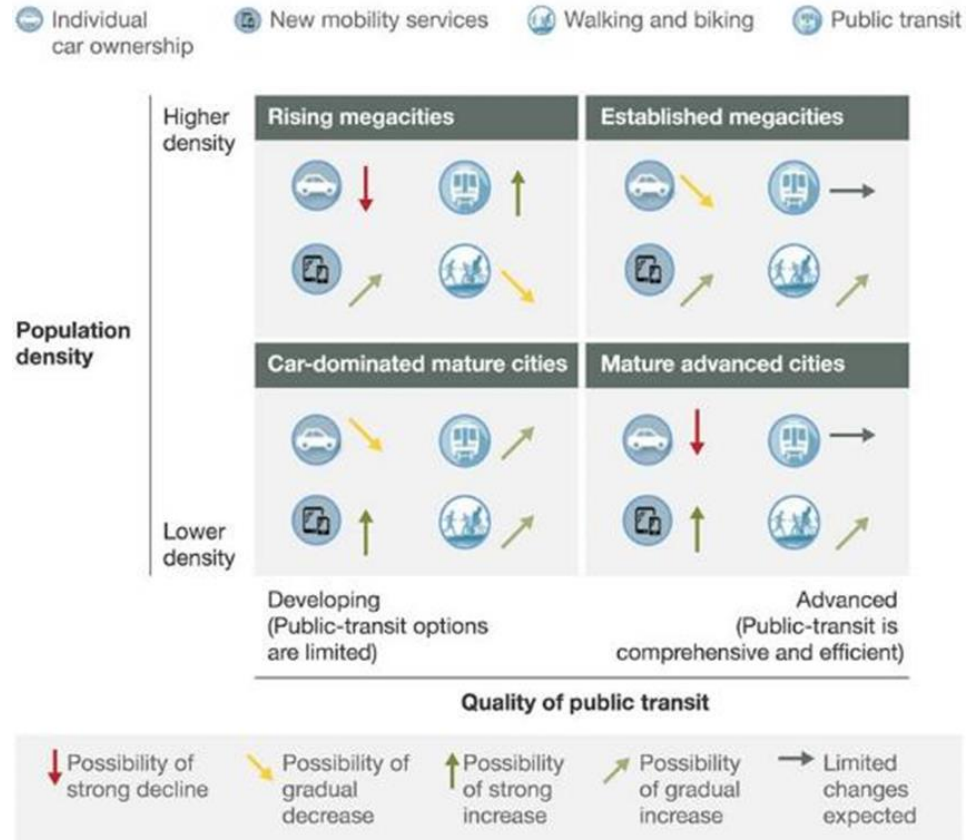 Individual
car ownership
New mobility services
Walking and biking
Public transit
Higher
density
Rising megacities
Established megacities
Population
density
Car-dominated mature cities
Mature advanced cities
Lower
density
Developing
(Public-transit options
are limited)
Advanced
(Public-transit is
comprehensive and efficient)
Quality of public transit
Possibility of
strong decline
Possibility of
gradual
decrease
Possibility
of strong
increase
Possibility
of gradual
increase
Limited
changes
expected